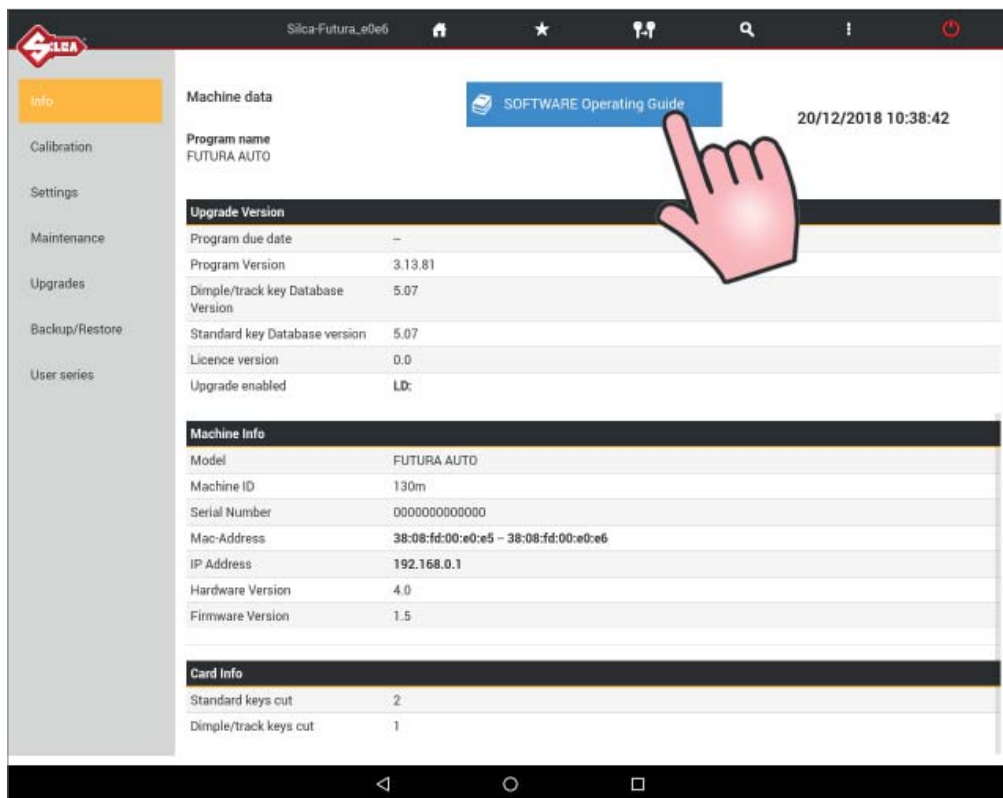 SILCA
Silca-Futura_e0e6
Info
Calibration
Settings
Maintenance
Upgrades
Backup/Restore
User series
Machine data
SOFTWARE Operating Guide
20/12/2018 10:38:42
Program name
FUTURA AUTO
Upgrade Version
Program due date –
Program Version 3.13.81
Dimple/track key Database 5.07
Version
Standard key Database version 5.07
Licence version 0.0
Upgrade enabled LD:
Machine Info
Model FUTURA AUTO
Machine ID 130m
Serial Number 0000000000000
Mac-Address 38:08:fd:00:e0:e5 – 38:08:fd:00:e0:e6
IP Address 192.168.0.1
Hardware Version 4.0
Firmware Version 1.5
Card Info
Standard keys cut 2
Dimple/track keys cut 1